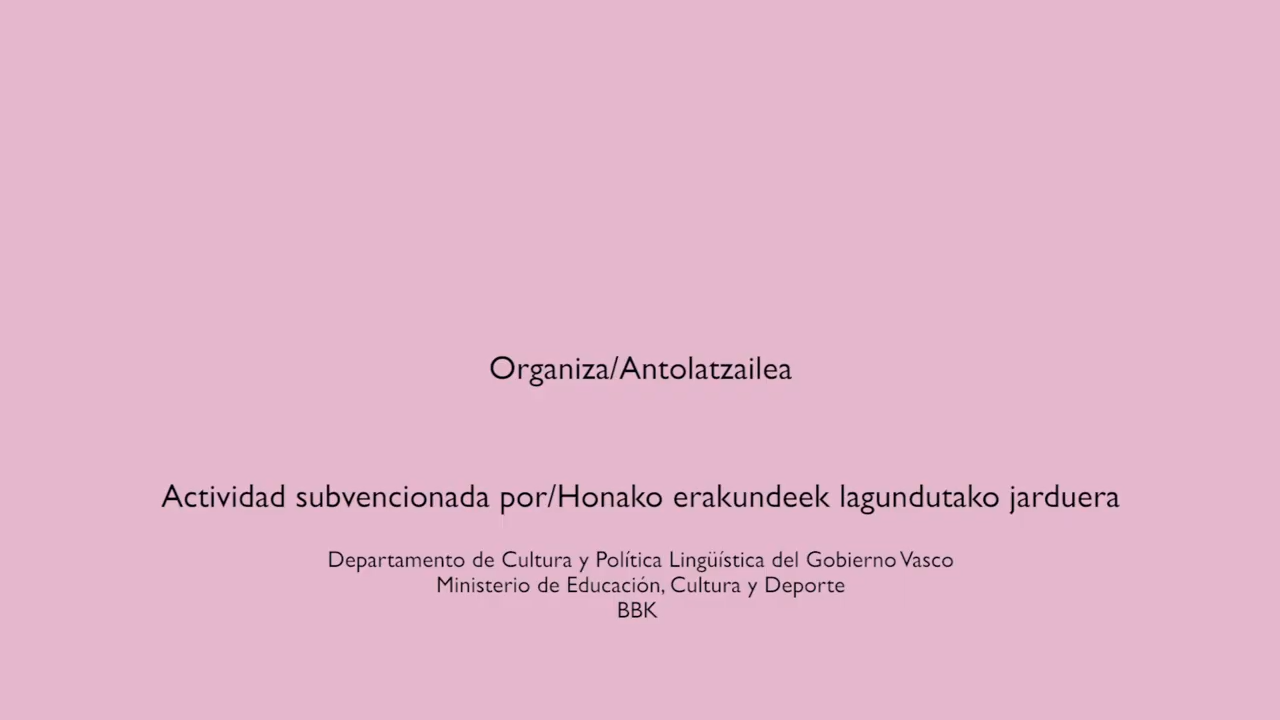 Organiza/Antolatzailea
Actividad subvencionada por/Honako erakundeek lagundutako jarduera
Departamento de Cultura y Política Lingüística del Gobierno Vasco
Ministerio de Educación, Cultura y Deporte
BBK